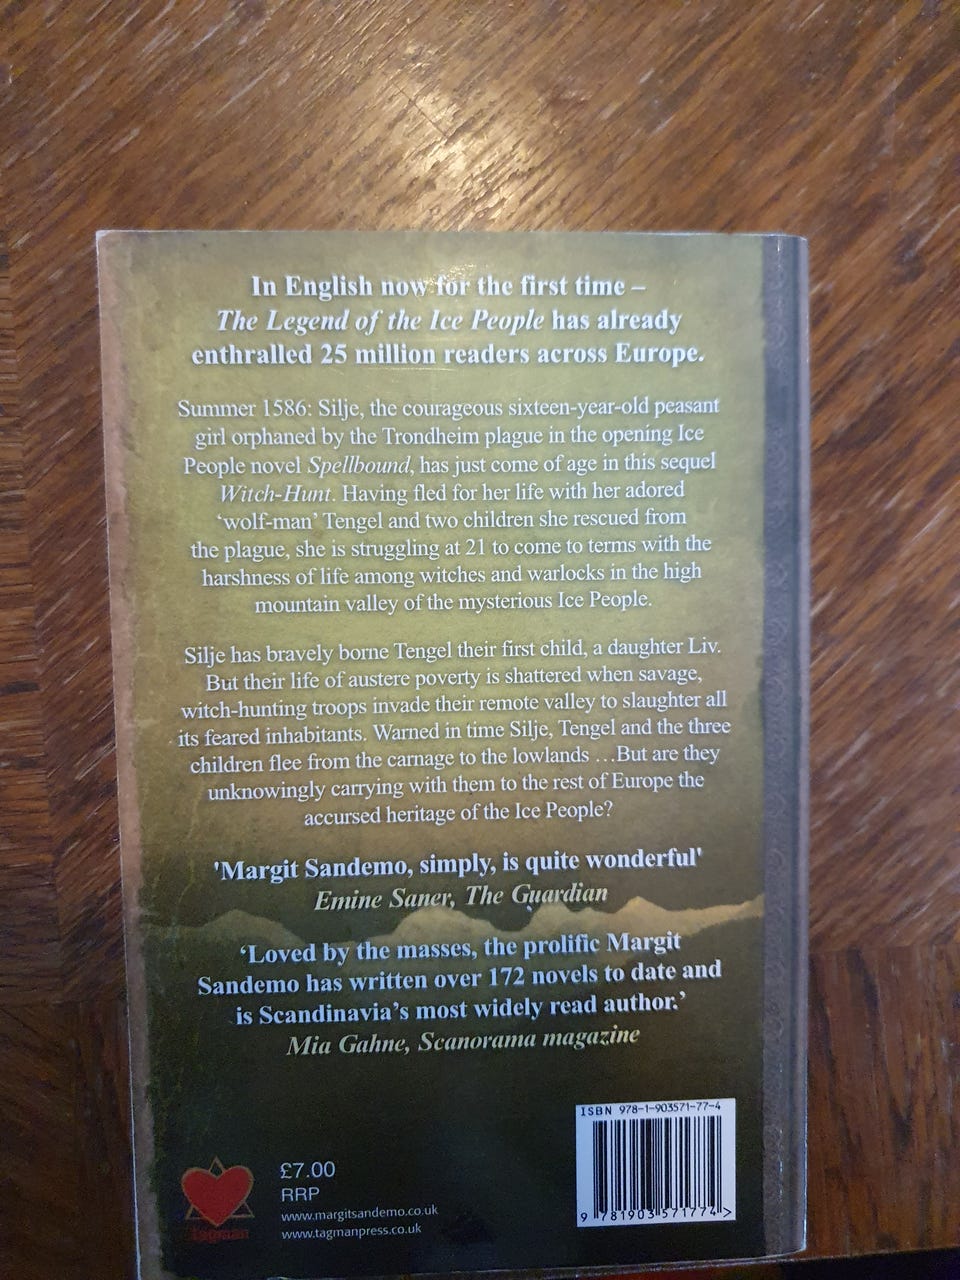 In English now for the first time –
The Legend of the Ice People has already
enthralled 25 million readers across Europe.
Summer 1586: Silje, the courageous sixteen-year-old peasant
girl orphaned by the Trondheim plague in the opening Ice
People novel Spellbound, has just come of age in this sequel
Witch-Hunt. Having fled for her life with her adored
‘wolf-man’ Tengel and two children she rescued from
the plague, she is struggling at 21 to come to terms with the
harshness of life among witches and warlocks in the high
mountain valley of the mysterious Ice People.
Silje has bravely borne Tengel their first child, a daughter Liv.
But their life of austere poverty is shattered when savage,
witch-hunting troops invade their remote valley to slaughter all
its feared inhabitants. Warned in time Silje, Tengel and the three
children flee from the carnage to the lowlands …But are they
unknowingly carrying with them to the rest of Europe the
accursed heritage of the Ice People?
'Margit Sandemo, simply, is quite wonderful'
Emine Saner, The Guardian
‘Loved by the masses, the prolific Margit
Sandemo has written over 172 novels to date and
is Scandinavia’s most widely read author.’
Mia Gahne, Scanorama magazine
ISBN 978-1-903571-77-4
9 781903 571774 >
Tagman
£7.00
RRP
www.margitsandemo.co.uk
www.tagmanpress.co.uk